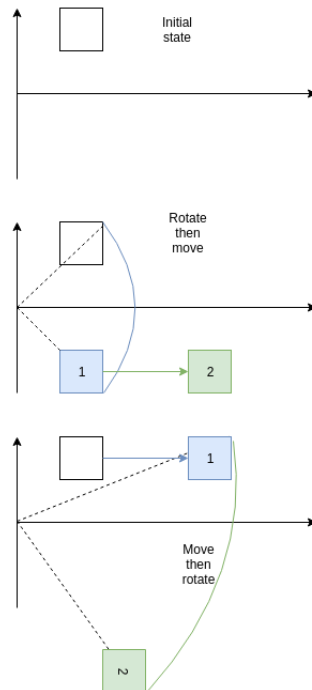 Initial
state
Rotate
then
move
1
2
1
Move
then
rotate
2